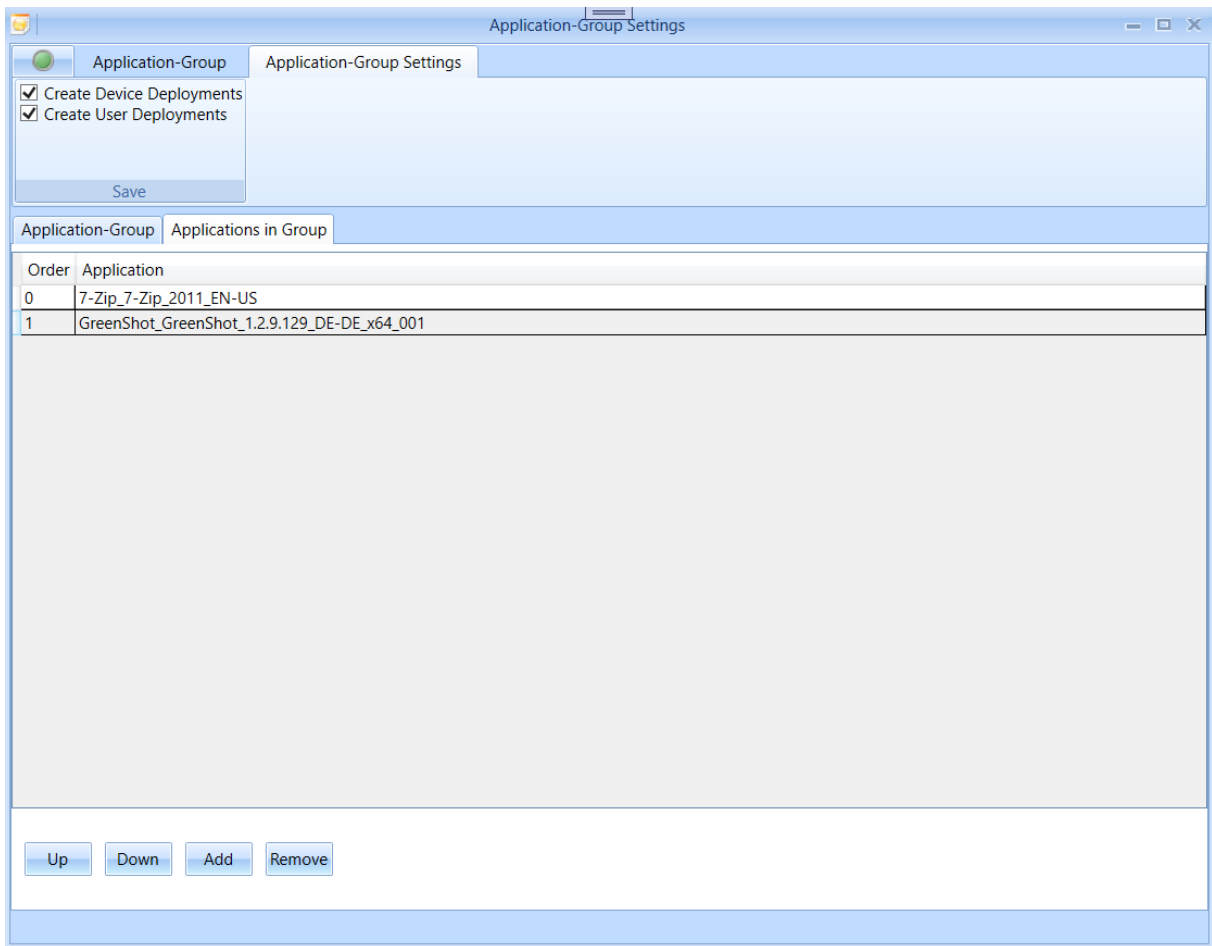 Application-Group Settings
Application-Group Application-Group Settings
Create Device Deployments
Create User Deployments
Save
Application-Group Applications in Group
Order Application
0 7-Zip_7-Zip_2011_EN-US
1 GreenShot_GreenShot_1.2.9.129_DE-DE_x64_001
Up Down Add Remove